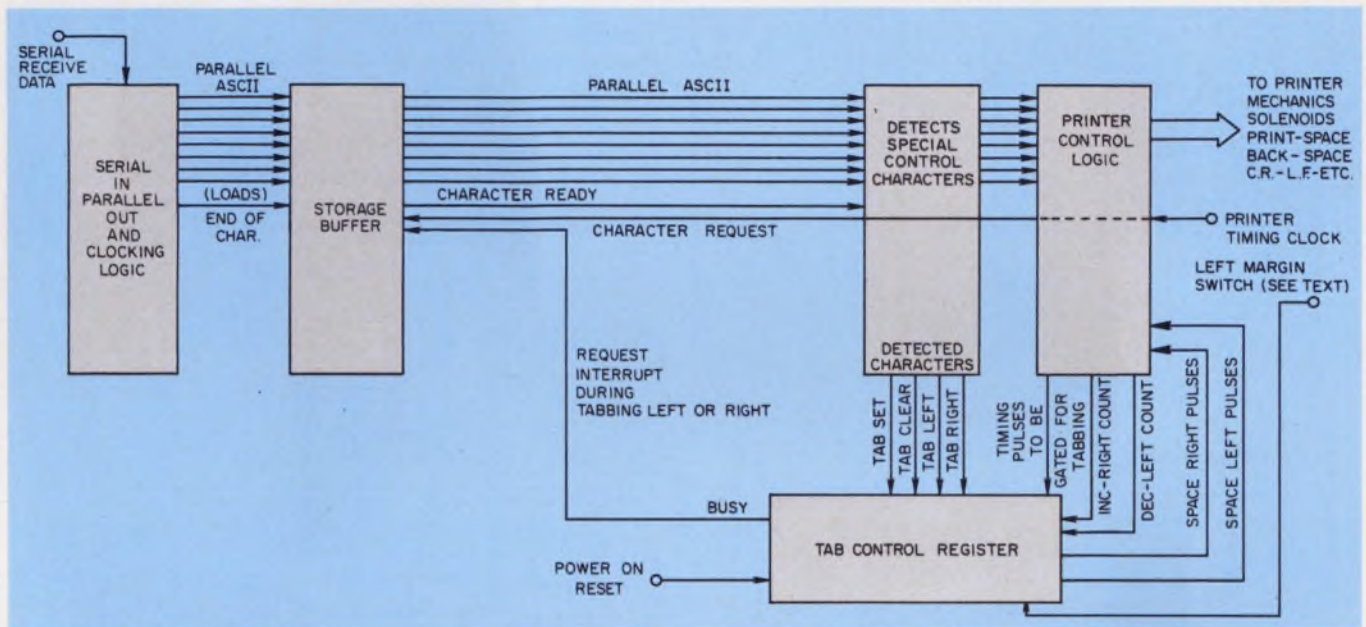 SERIAL
RECEIVE
DATA
PARALLEL
ASCII
SERIAL
IN
PARALLEL
OUT
AND
CLOCKING
LOGIC
(LOADS)
END OF
CHAR.
STORAGE
BUFFER
PARALLEL ASCII
CHARACTER READY
CHARACTER REQUEST
DETECTS
SPECIAL
CONTROL
CHARACTERS
DETECTED
CHARACTERS
PRINTER
CONTROL
LOGIC
TO PRINTER
MECHANICS
SOLENOIDS
PRINT-SPACE
BACK-SPACE
C.R.-L.F.-ETC.
PRINTER
TIMING CLOCK
LEFT MARGIN
SWITCH (SEE TEXT)
REQUEST
INTERRUPT
DURING
TABBING LEFT OR RIGHT
TAB SET
TAB CLEAR
TAB LEFT
TAB RIGHT
TIMING
PULSES
TO BE
GATED FOR
TABBING
INC-RIGHT COUNT
DEC-LEFT COUNT
SPACE RIGHT PULSES
SPACE LEFT PULSES
BUSY
TAB CONTROL REGISTER
POWER ON
RESET